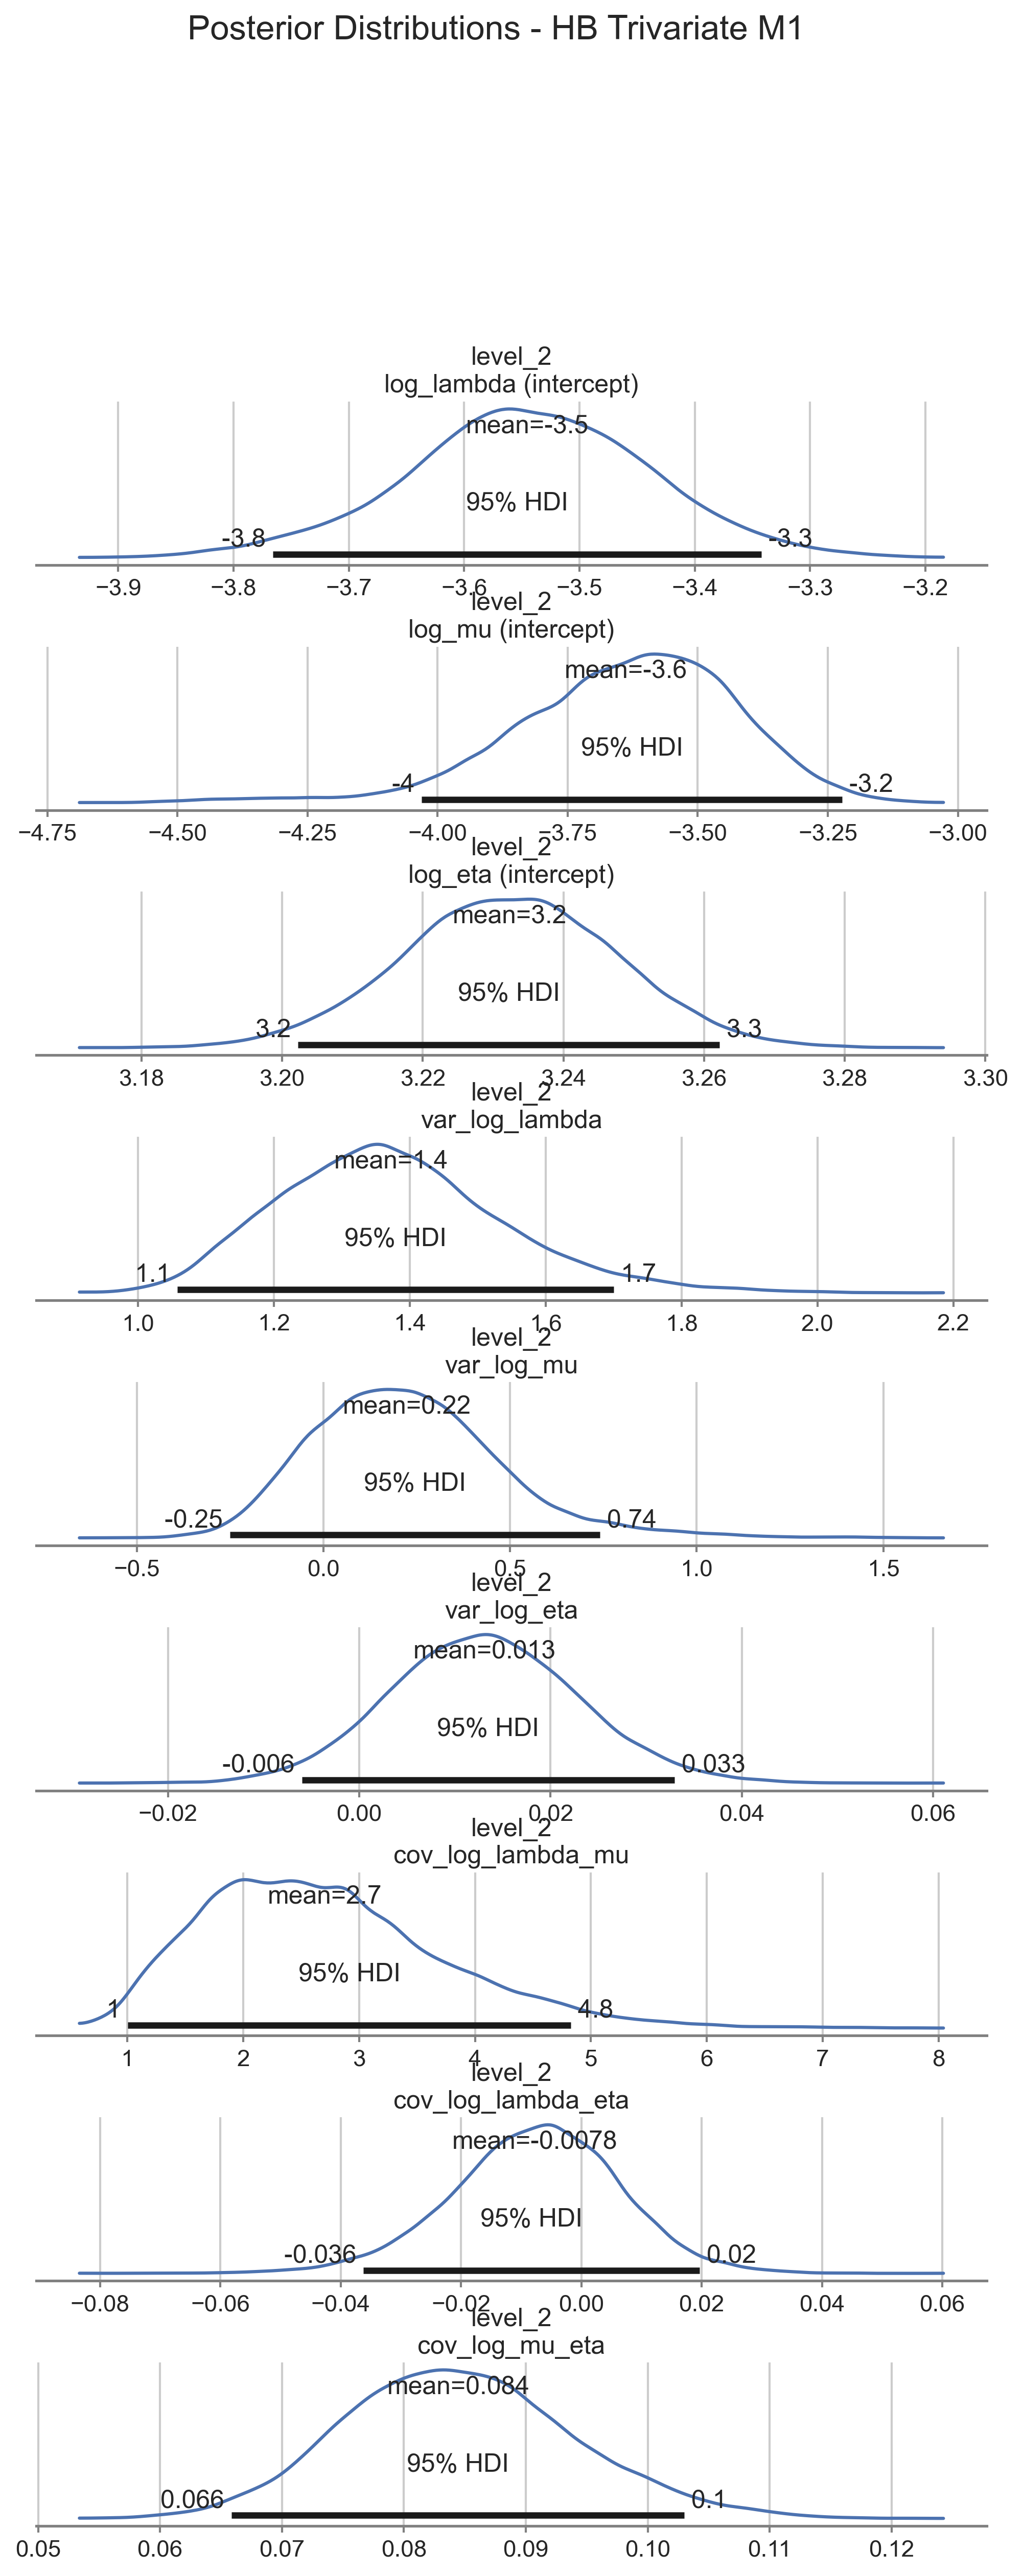 Posterior Distributions - HB Trivariate M1
level_2
log_lambda (intercept)
mean=-3.5
95% HDI
-3.8 -3.3
−3.9 −3.8 −3.7 −3.6 −3.5 −3.4 −3.3 −3.2
level_2
log_mu (intercept)
mean=-3.6
95% HDI
-4 -3.2
−4.75 −4.50 −4.25 −4.00 −3.75 −3.50 −3.25 −3.00
level_2
log_eta (intercept)
mean=3.2
95% HDI
3.2 3.3
3.18 3.20 3.22 3.24 3.26 3.28 3.30
level_2
var_log_lambda
mean=1.4
95% HDI
1.1 1.7
1.0 1.2 1.4 1.6 1.8 2.0 2.2
level_2
var_log_mu
mean=0.22
95% HDI
-0.25 0.74
−0.5 0.0 0.5 1.0 1.5
level_2
var_log_eta
mean=0.013
95% HDI
-0.006 0.033
−0.02 0.00 0.02 0.04 0.06
level_2
cov_log_lambda_mu
mean=2.7
95% HDI
1 4.8
1 2 3 4 5 6 7 8
level_2
cov_log_lambda_eta
mean=-0.0078
95% HDI
-0.036 0.02
−0.08 −0.06 −0.04 −0.02 0.00 0.02 0.04 0.06
level_2
cov_log_mu_eta
mean=0.084
95% HDI
0.066 0.1
0.05 0.06 0.07 0.08 0.09 0.10 0.11 0.12